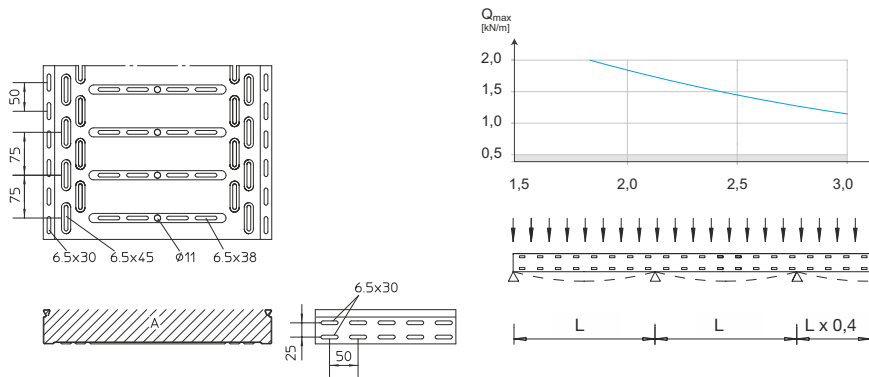 50
75
75
6.5x30
6.5x45
ø11
6.5x38
A
6.5x30
25
50
Qmax
[kN/m]
2,0
1,5
1,0
0,5
1,5
2,0
2,5
3,0
L
L
L x 0,4